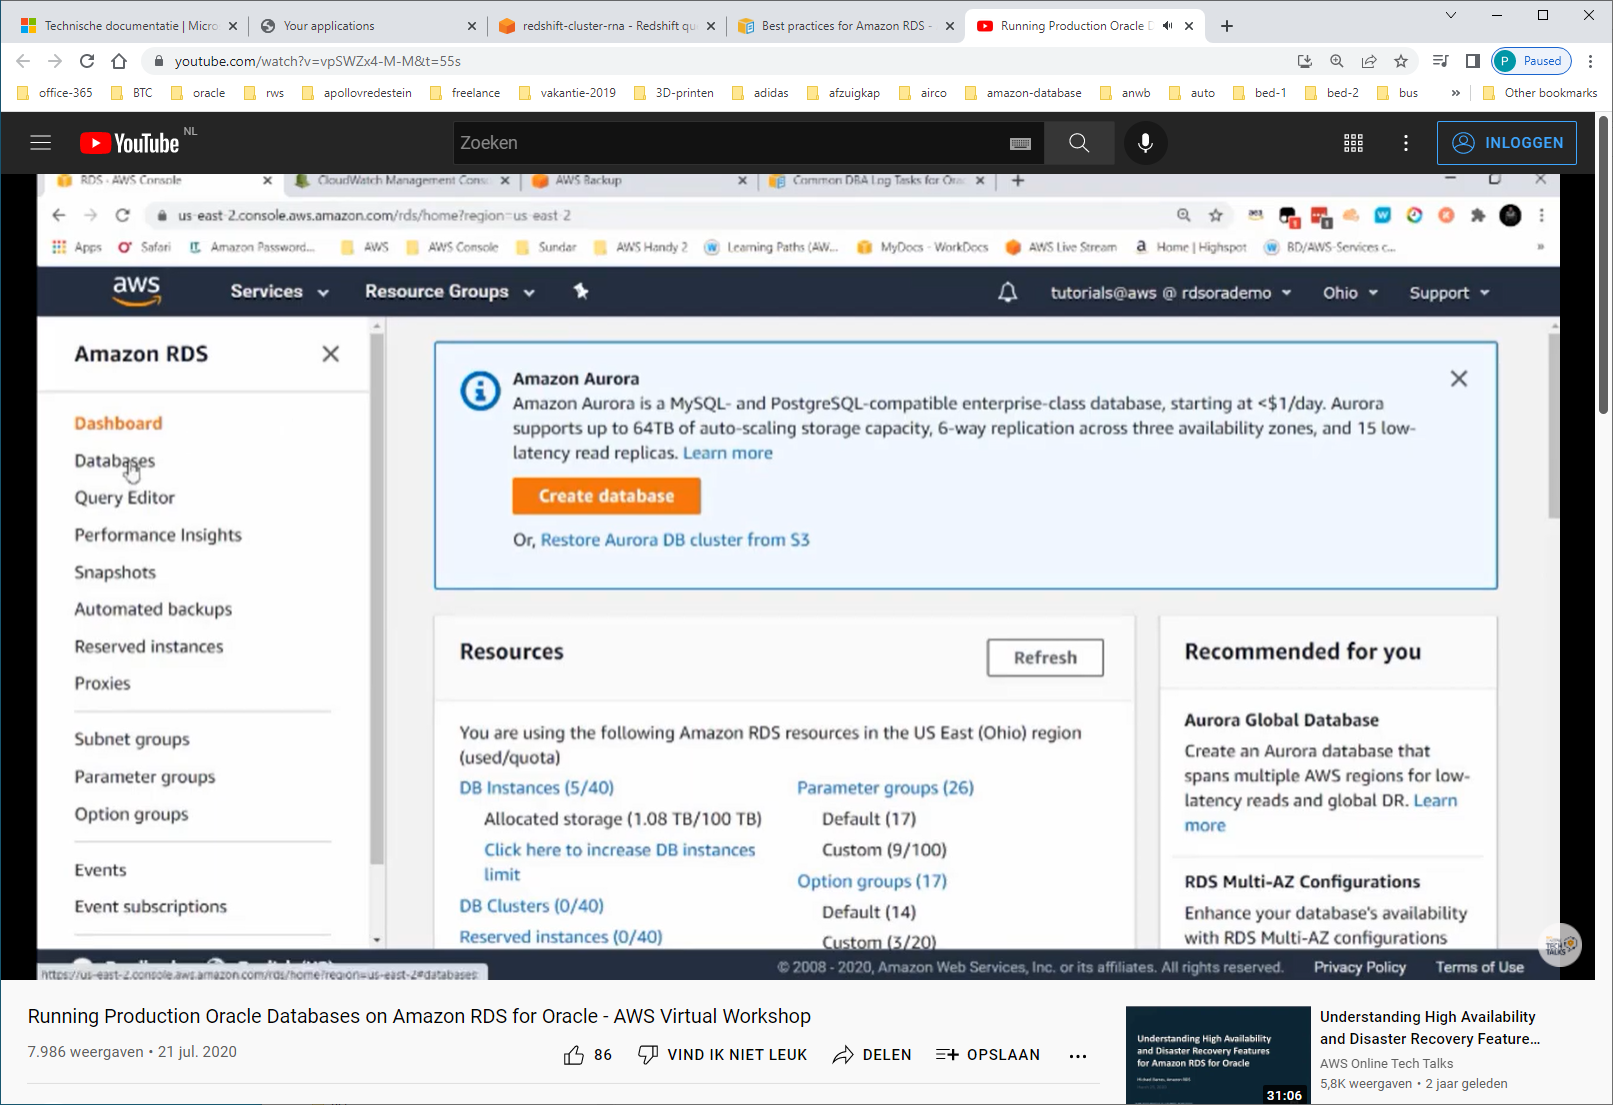 Technische documentatie | Micro
Your applications
redshift-cluster-rna - Redshift qu
Best practices for Amazon RDS -
Running Production Oracle D
youtube.com/watch?v=vpSWZx4-M-M&t=55s
P Paused
office-365 BTC oracle rws apollovredestein freelance vakantie-2019 3D-printen adidas afzuigkap airco amazon-database anwb auto bed-1 bed-2 bus » Other bookmarks
YouTube NL
Zoeken
INLOGGEN
RDS - AWS Console
CloudWatch Management Cons
AWS Backup
Common DBA Log Tasks for Orac
us-east-2.console.aws.amazon.com/rds/home?region=us-east-2
Apps Safari Amazon Password... AWS AWS Console Sundar AWS Handy 2 Learning Paths (AW... MyDocs - WorkDocs AWS Live Stream Home | Highspot BD/AWS-Services c... »
aws Services Resource Groups tutorials@aws @ rdsorademo Ohio Support
Amazon RDS
Dashboard
Databases
Query Editor
Performance Insights
Snapshots
Automated backups
Reserved instances
Proxies
Subnet groups
Parameter groups
Option groups
Events
Event subscriptions
Amazon Aurora
Amazon Aurora is a MySQL- and PostgreSQL-compatible enterprise-class database, starting at <$1/day. Aurora
supports up to 64TB of auto-scaling storage capacity, 6-way replication across three availability zones, and 15 low-
latency read replicas. Learn more
Create database
Or, Restore Aurora DB cluster from S3
Resources
Refresh
You are using the following Amazon RDS resources in the US East (Ohio) region
(used/quota)
DB Instances (5/40)
Allocated storage (1.08 TB/100 TB)
Click here to increase DB instances
limit
DB Clusters (0/40)
Reserved instances (0/40)
Parameter groups (26)
Default (17)
Custom (9/100)
Option groups (17)
Default (14)
Custom (3/20)
Recommended for you
Aurora Global Database
Create an Aurora database that
spans multiple AWS regions for low-
latency reads and global DR. Learn
more
RDS Multi-AZ Configurations
Enhance your database's availability
with RDS Multi-AZ configurations
TECH
TALKS
https://us-east-2.console.aws.amazon.com/rds/home?region=us-east-2#databases:
© 2008 - 2020, Amazon Web Services, Inc. or its affiliates. All rights reserved. Privacy Policy Terms of Use
Running Production Oracle Databases on Amazon RDS for Oracle - AWS Virtual Workshop
7.986 weergaven • 21 jul. 2020
86 VIND IK NIET LEUK DELEN OPSLAAN
Understanding High Availability
and Disaster Recovery Features
for Amazon RDS for Oracle
31:06
Understanding High Availability
and Disaster Recovery Feature...
AWS Online Tech Talks
5,8K weergaven • 2 jaar geleden